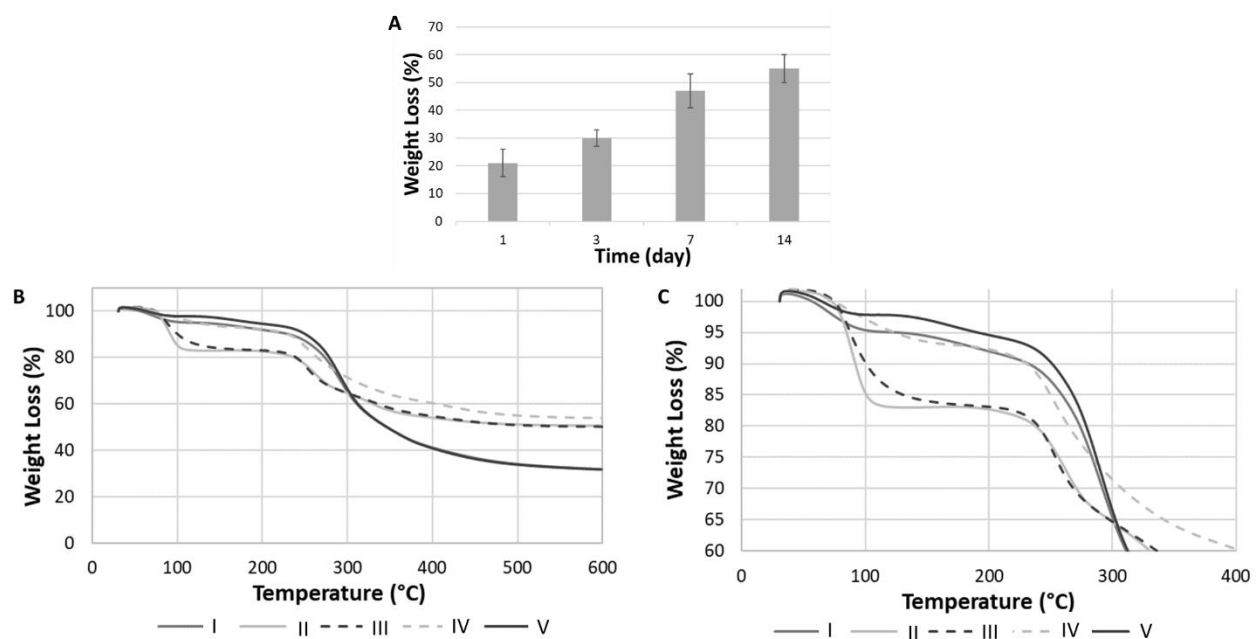 A
Weight Loss (%)
70
60
50
40
30
20
10
0
1 3 7 14
Time (day)
B
Weight Loss (%)
100
80
60
40
20
0
0 100 200 300 400 500 600
Temperature (°C)
I II III IV V
C
Weight Loss (%)
100
95
90
85
80
75
70
65
60
0 100 200 300 400
Temperature (°C)
I II III IV V